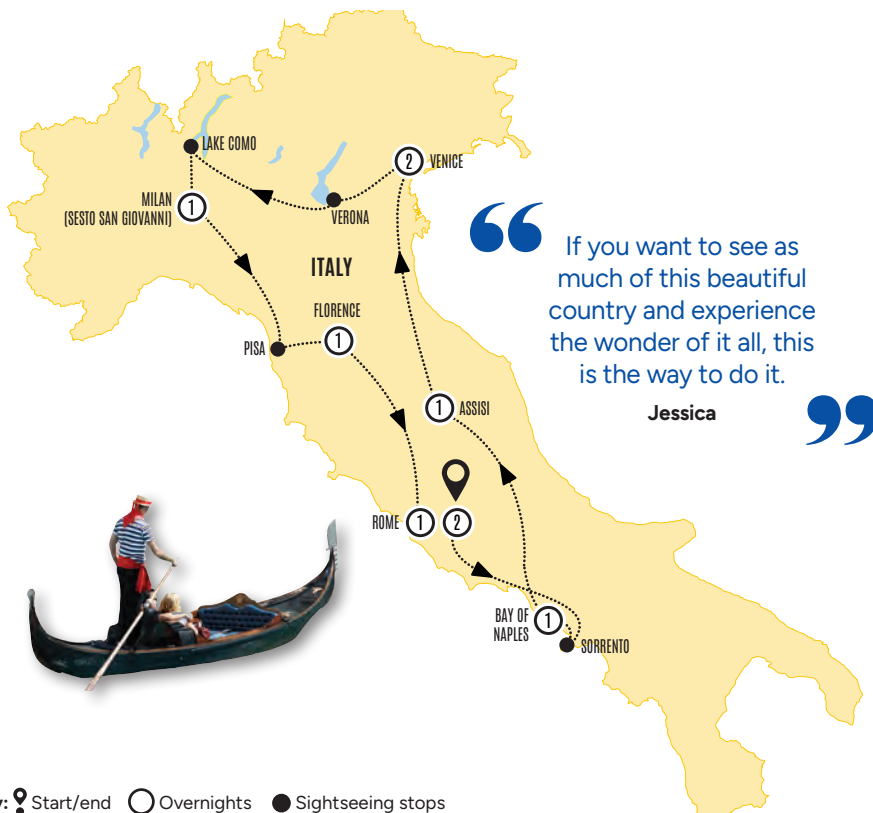 LAKE COMO
2 VENICE
MILAN
(SESTO SAN GIOVANNI)
1
VERONA
ITALY
FLORENCE
PISA
1
1 ASSISI
ROME 1
2
BAY OF
NAPLES
1
SORRENTO
“
If you want to see as
much of this beautiful
country and experience
the wonder of it all, this
is the way to do it.
Jessica
”
y: Start/end Overnights Sightseeing stops